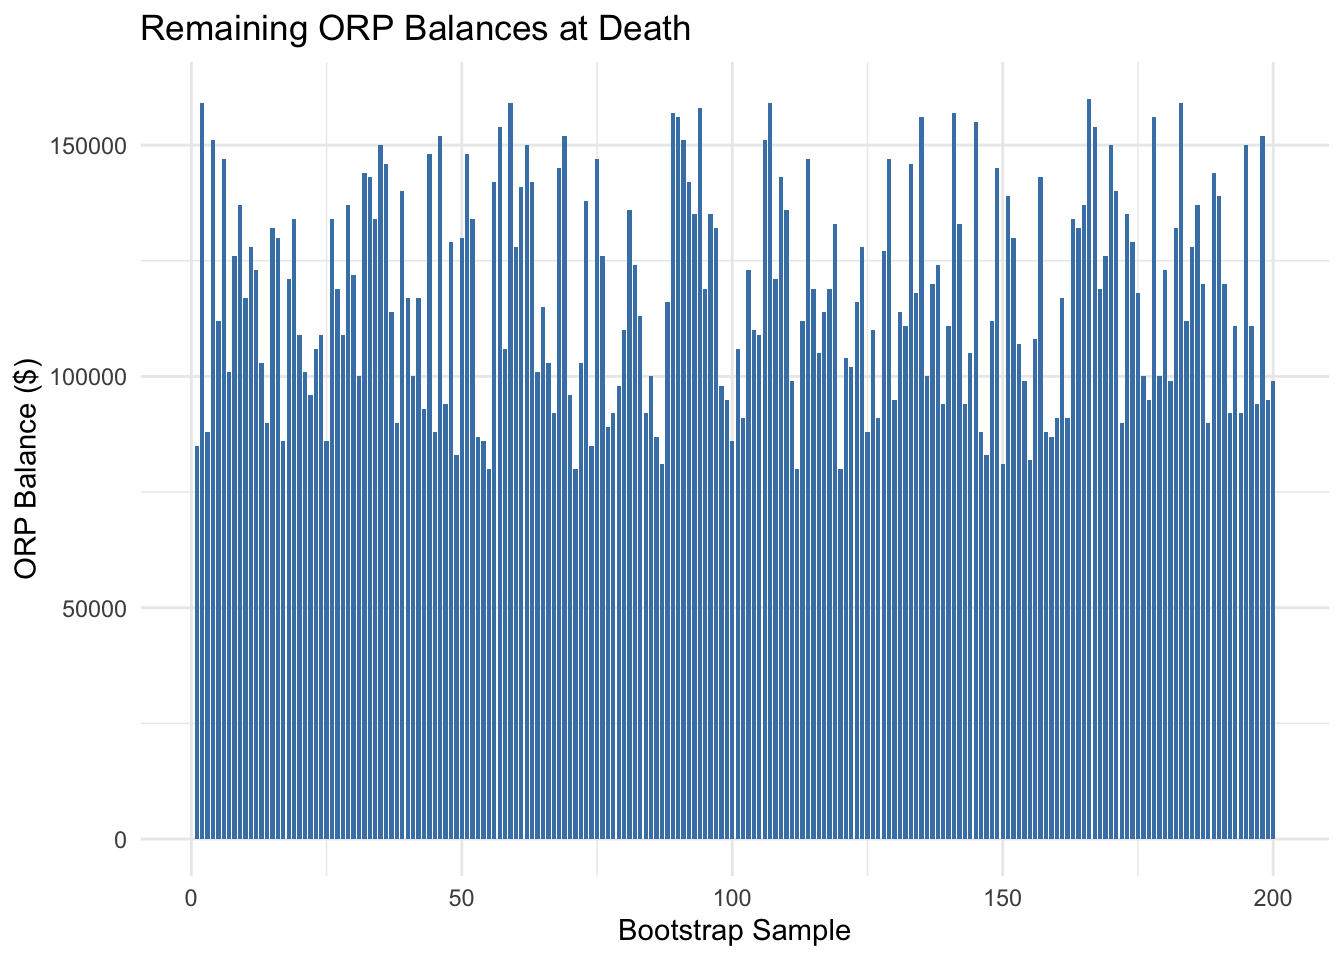 Remaining ORP Balances at Death
ORP Balance ($)
150000
100000
50000
0
0 50 100 150 200
Bootstrap Sample